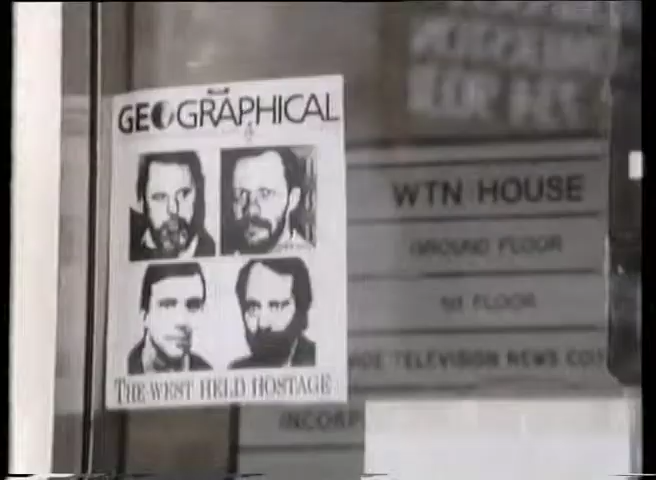 GEOGRAPHICAL
THE WEST HELD HOSTAGE
WTN HOUSE
GROUND FLOOR
1st FLOOR
TELEVISION NEWS
INCORP